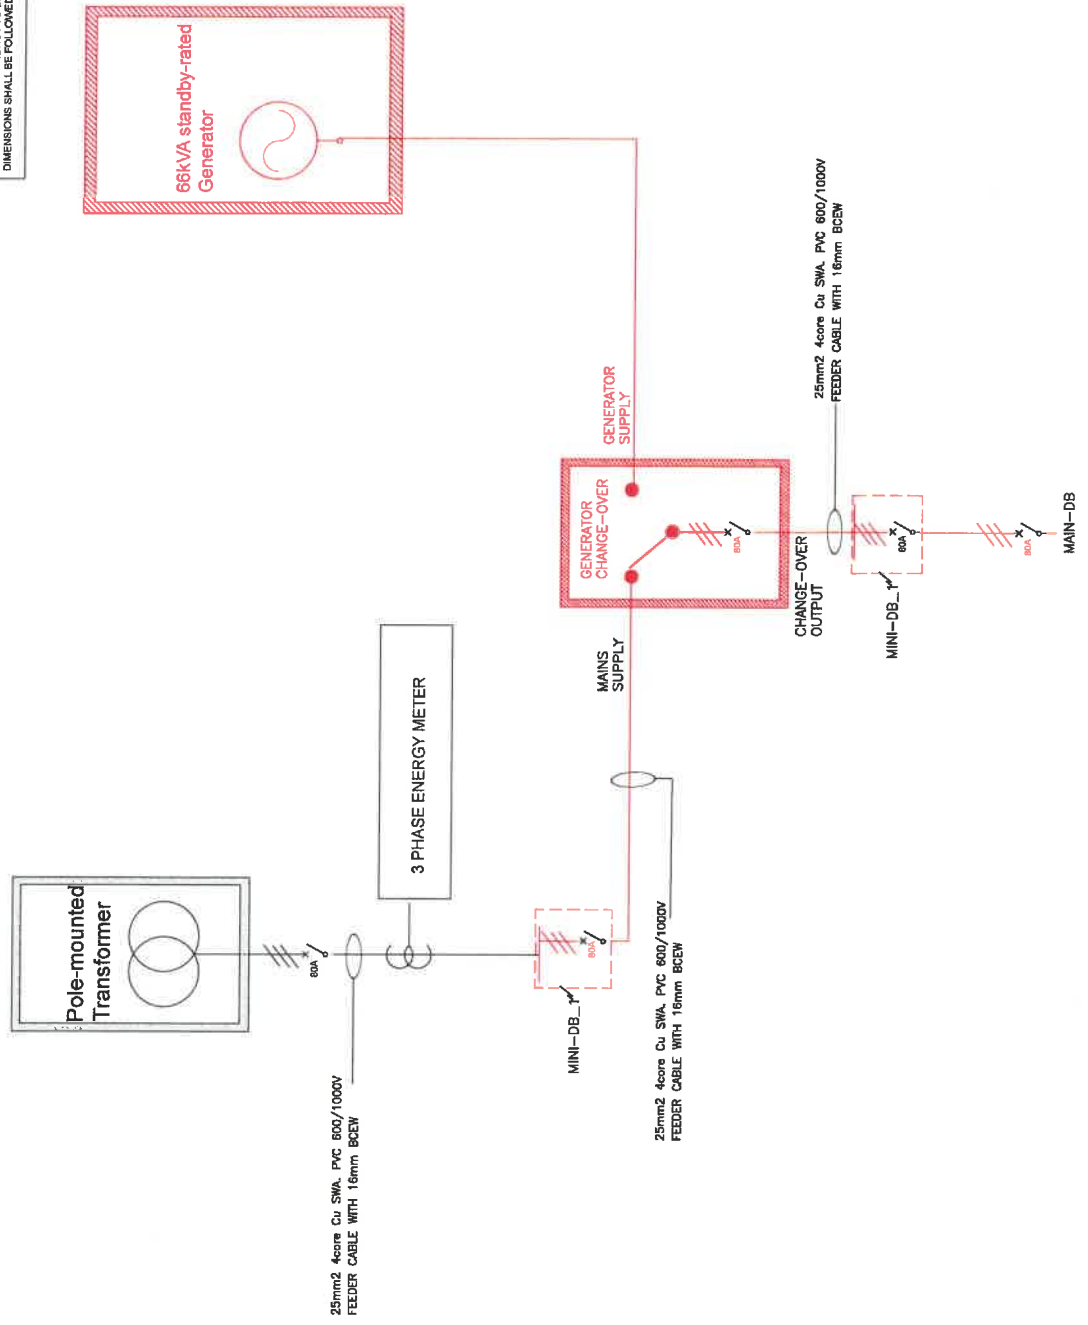 DIMENSIONS SHALL BE FOLLOWED
66kVA standby-rated
Generator
Pole-mounted
Transformer
80A
25mm2 4core Cu SWA. PVC 600/1000V
FEEDER CABLE WITH 16mm BCEW
3 PHASE ENERGY METER
MINI-DB_1
80A
25mm2 4core Cu SWA. PVC 600/1000V
FEEDER CABLE WITH 16mm BCEW
MAINS
SUPPLY
GENERATOR
CHANGE-OVER
80A
GENERATOR
SUPPLY
CHANGE-OVER
OUTPUT
25mm2 4core Cu SWA. PVC 600/1000V
FEEDER CABLE WITH 16mm BCEW
MINI-DB_1
80A
80A
MAIN-DB